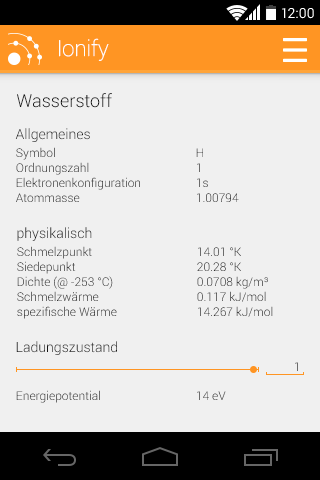 12:00
Ionify
Wasserstoff
Allgemeines
Symbol H
Ordnungszahl 1
Elektronenkonfiguration 1s
Atommasse 1.00794
physikalisch
Schmelzpunkt 14.01 °K
Siedepunkt 20.28 °K
Dichte (@ -253 °C) 0.0708 kg/m³
Schmelzwärme 0.117 kJ/mol
spezifische Wärme 14.267 kJ/mol
Ladungszustand
1
Energiepotential 14 eV